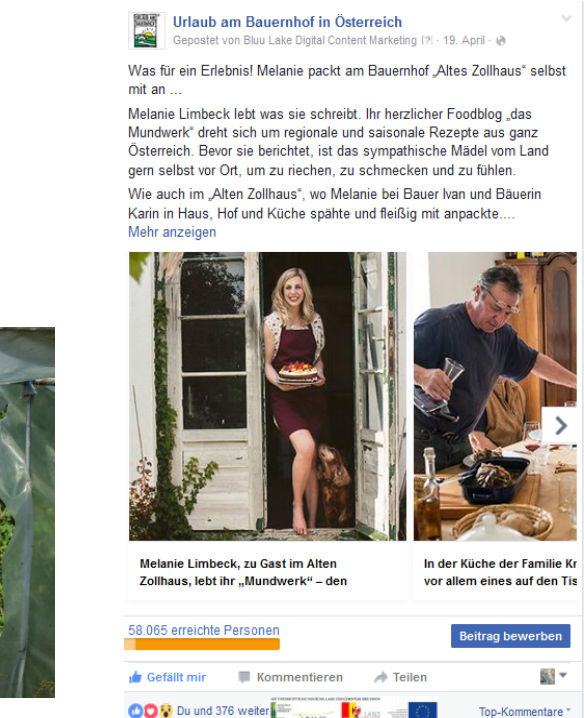 Urlaub am Bauernhof in Österreich
Gepostet von Bluu Lake Digital Content Marketing [?] · 19. April ·
Was für ein Erlebnis! Melanie packt am Bauernhof „Altes Zollhaus“ selbst
mit an ...
Melanie Limbeck lebt was sie schreibt. Ihr herzlicher Foodblog „das
Mundwerk“ dreht sich um regionale und saisonale Rezepte aus ganz
Österreich. Bevor sie berichtet, ist das sympathische Mädel vom Land
gern selbst vor Ort, um zu riechen, zu schmecken und zu fühlen.
Wie auch im „Alten Zollhaus“, wo Melanie bei Bauer Ivan und Bäuerin
Karin in Haus, Hof und Küche spähte und fleißig mit anpackte....
Mehr anzeigen
Melanie Limbeck, zu Gast im Alten
Zollhaus, lebt ihr „Mundwerk“ – den
In der Küche der Familie Kr
vor allem eines auf den Tis
58.065 erreichte Personen
Beitrag bewerben
Gefällt mir Kommentieren Teilen
Du und 376 weiter
LAND
Top-Kommentare